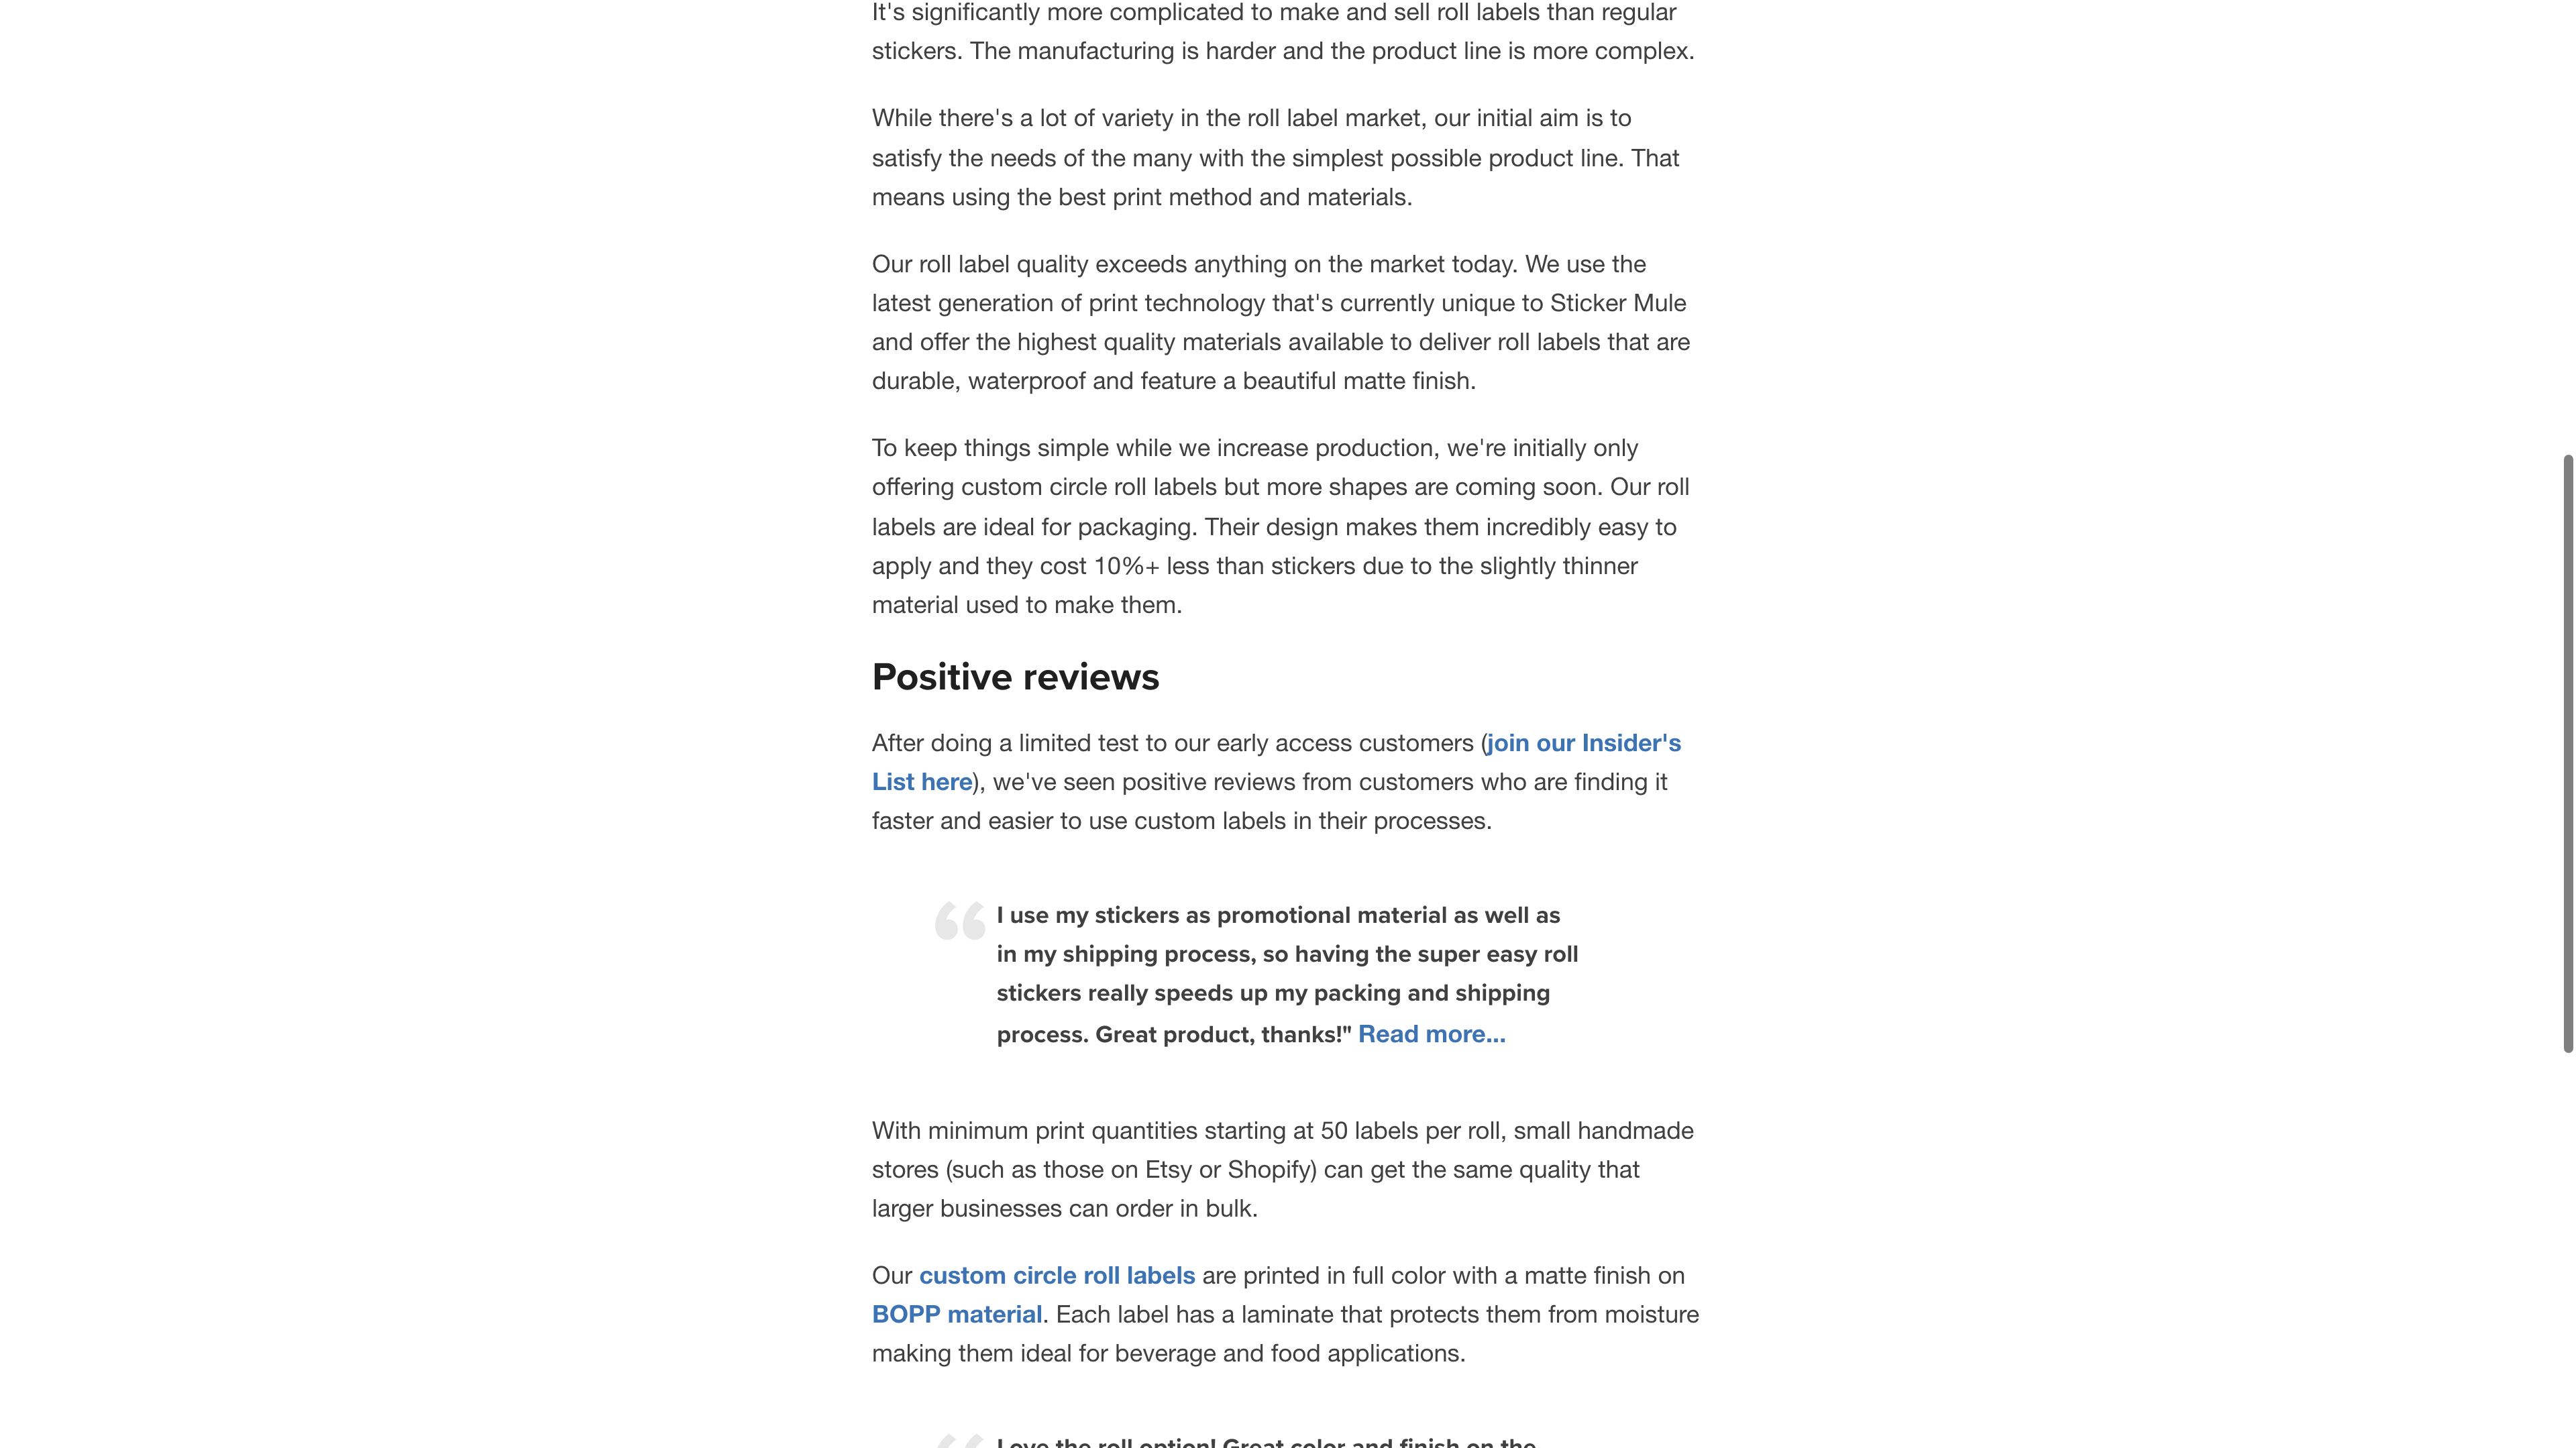 It's significantly more complicated to make and sell roll labels than regular
stickers. The manufacturing is harder and the product line is more complex.
While there's a lot of variety in the roll label market, our initial aim is to
satisfy the needs of the many with the simplest possible product line. That
means using the best print method and materials.
Our roll label quality exceeds anything on the market today. We use the
latest generation of print technology that's currently unique to Sticker Mule
and offer the highest quality materials available to deliver roll labels that are
durable, waterproof and feature a beautiful matte finish.
To keep things simple while we increase production, we're initially only
offering custom circle roll labels but more shapes are coming soon. Our roll
labels are ideal for packaging. Their design makes them incredibly easy to
apply and they cost 10%+ less than stickers due to the slightly thinner
material used to make them.
Positive reviews
After doing a limited test to our early access customers (join our Insider's
List here), we've seen positive reviews from customers who are finding it
faster and easier to use custom labels in their processes.
“ I use my stickers as promotional material as well as
in my shipping process, so having the super easy roll
stickers really speeds up my packing and shipping
process. Great product, thanks!" Read more...
With minimum print quantities starting at 50 labels per roll, small handmade
stores (such as those on Etsy or Shopify) can get the same quality that
larger businesses can order in bulk.
Our custom circle roll labels are printed in full color with a matte finish on
BOPP material. Each label has a laminate that protects them from moisture
making them ideal for beverage and food applications.
“ Love the roll option! Great color and finish on the